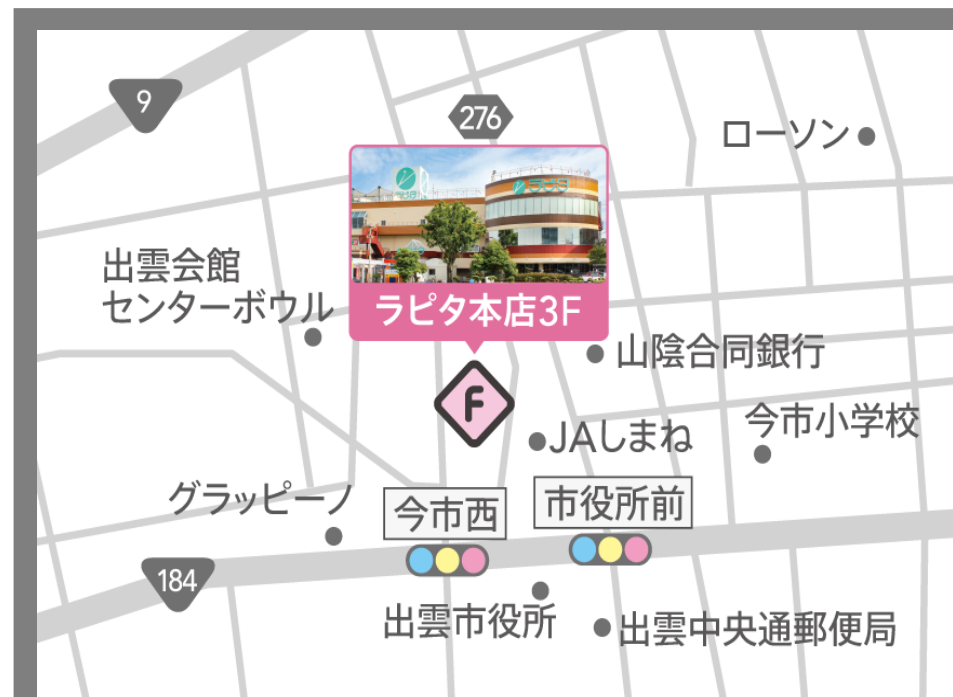 9
276
ローソン
ラピタ
出雲会館
センターボウル
ラピタ本店3F
山陰合同銀行
F
JAしまね
今市小学校
グラッピーノ
今市西
市役所前
184
出雲市役所
出雲中央通郵便局